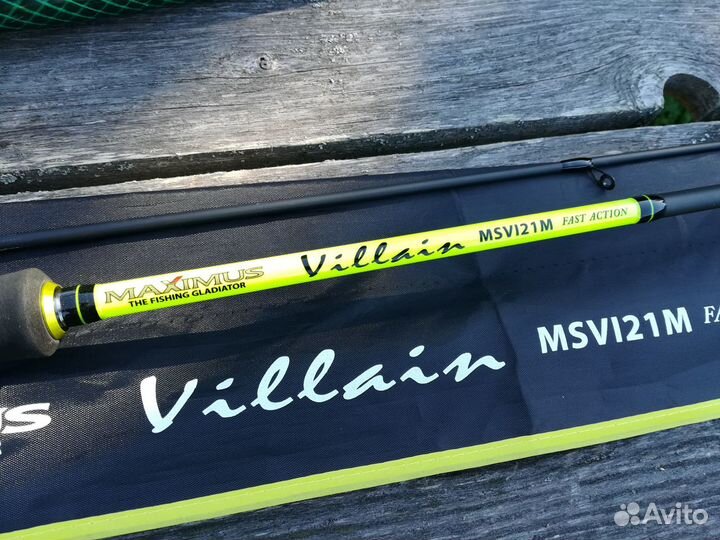 MAXIMUS
THE FISHING GLADIATOR
Villain MSVI21M FAST ACTION
Villain MSVI21M
Avito